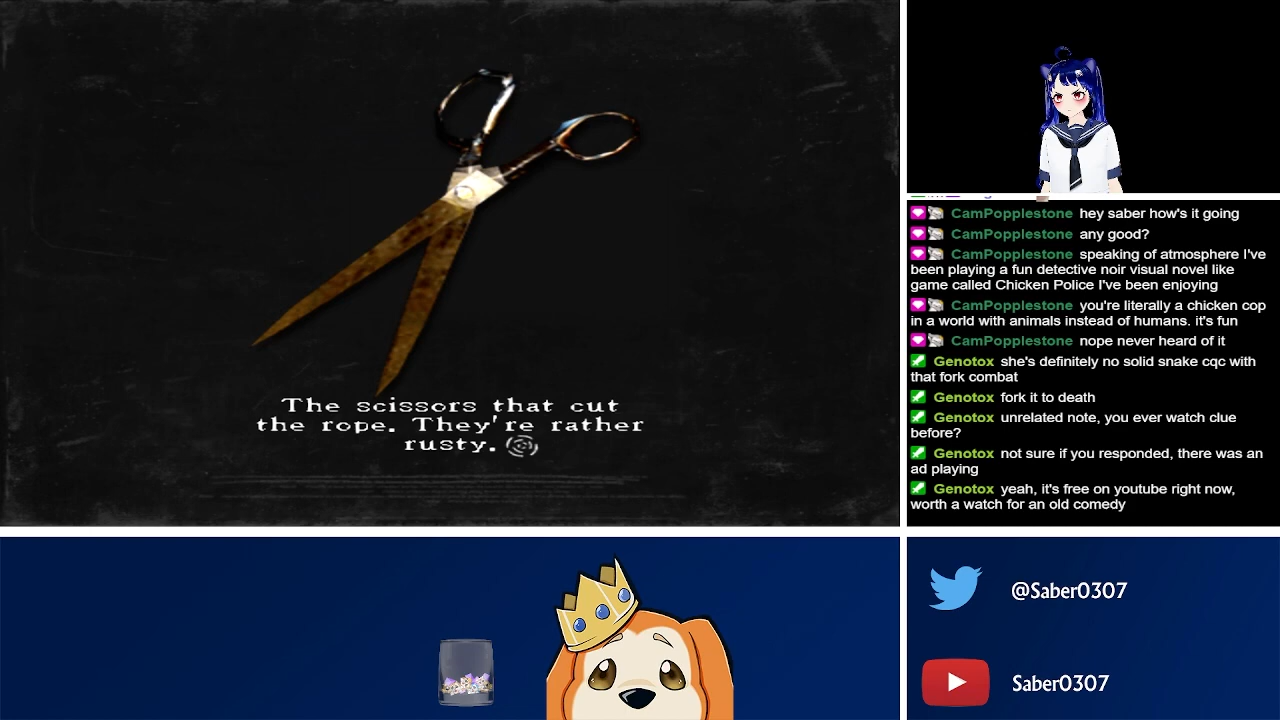 The scissors that cut
the rope. They're rather
rusty.
CamPopplestone hey saber how's it going
CamPopplestone any good?
CamPopplestone speaking of atmosphere I've
been playing a fun detective noir visual novel like
game called Chicken Police I've been enjoying
CamPopplestone you're literally a chicken cop
in a world with animals instead of humans. it's fun
CamPopplestone nope never heard of it
Genotox she's definitely no solid snake cqc with
that fork combat
Genotox fork it to death
Genotox unrelated note, you ever watch clue
before?
Genotox not sure if you responded, there was an
ad playing
Genotox yeah, it's free on youtube right now,
worth a watch for an old comedy
@Saber0307
Saber0307